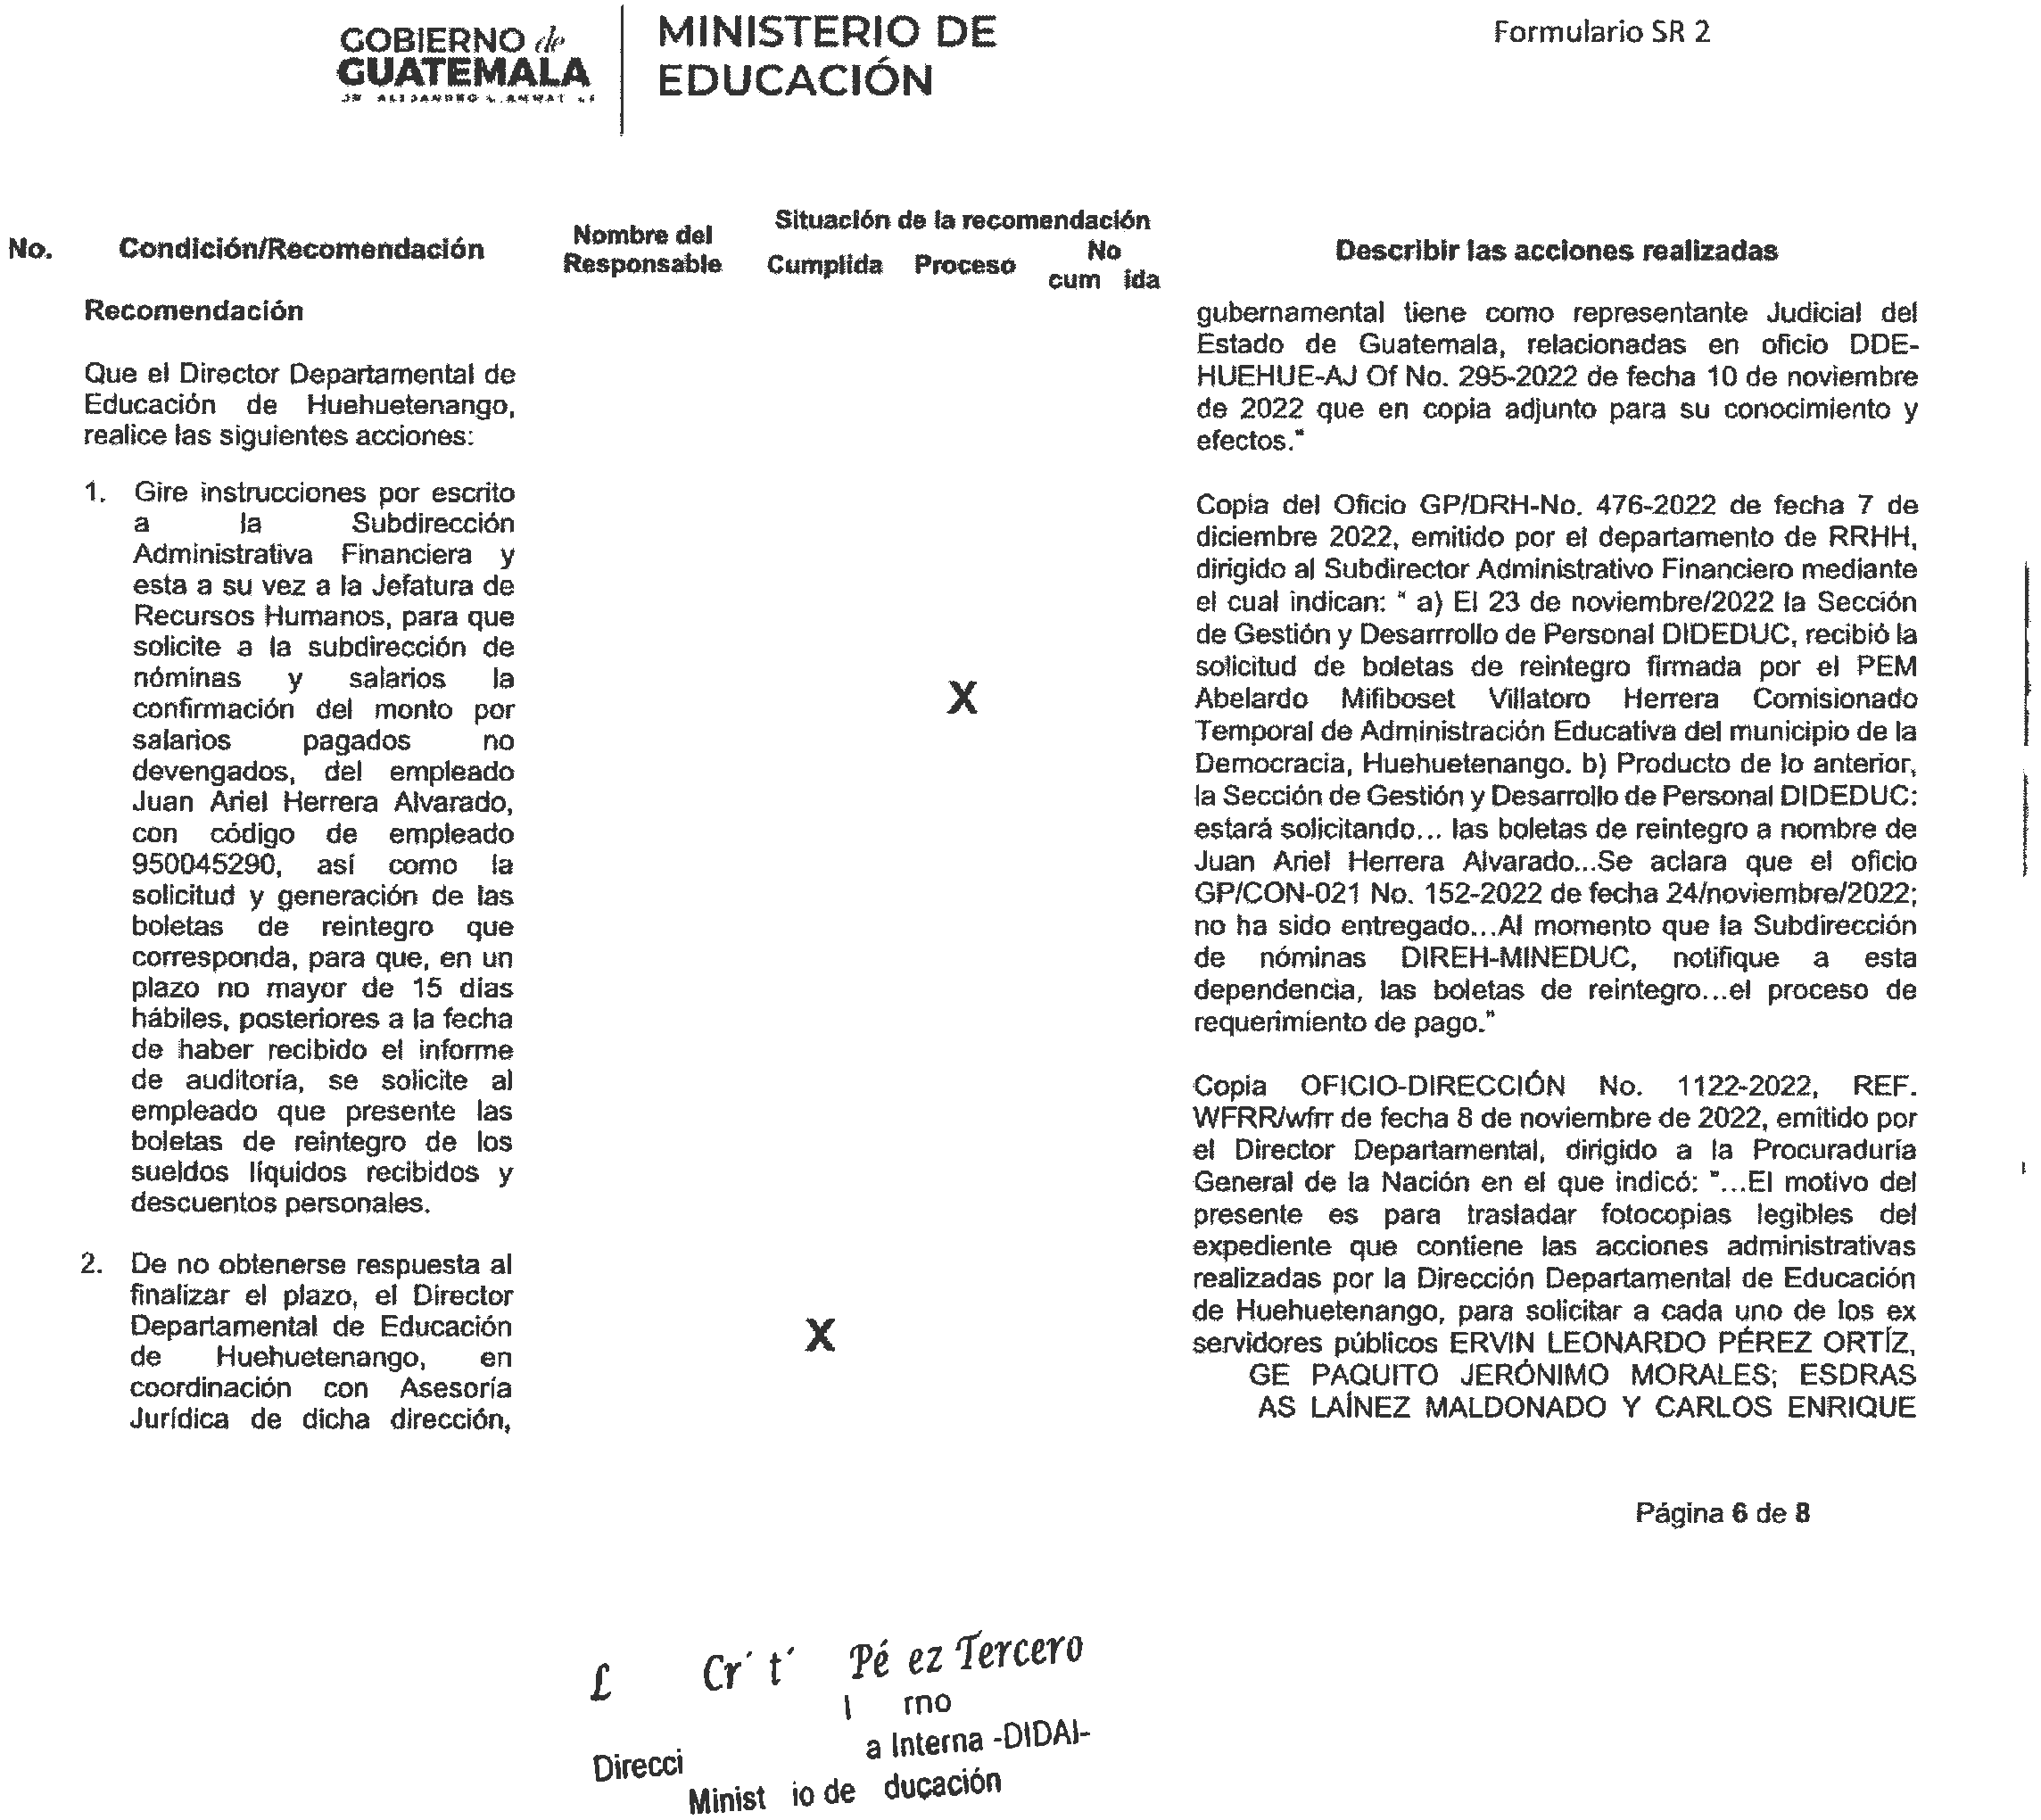 GOBIERNO de
GUATEMALA
MINISTERIO DE
EDUCACIÓN
Formulario SR 2
No.
Condición/Recomendación
Nombre del
Responsable
Situación de la recomendación
Cumplida Proceso No
cum ida
Describir las acciones realizadas
Recomendación
Que el Director Departamental de
Educación de Huehuetenango,
realice las siguientes acciones:
1. Gire instrucciones por escrito
a la Subdirección
Administrativa Financiera y
esta a su vez a la Jefatura de
Recursos Humanos, para que
solicite a la subdirección de
nóminas y salarios la
confirmación del monto por
salarios pagados no
devengados, del empleado
Juan Ariel Herrera Alvarado,
con código de empleado
950045290, así como la
solicitud y generación de las
boletas de reintegro que
corresponda, para que, en un
plazo no mayor de 15 días
hábiles, posteriores a la fecha
de haber recibido el informe
de auditoría, se solicite al
empleado que presente las
boletas de reintegro de los
sueldos líquidos recibidos y
descuentos personales.
X
2. De no obtenerse respuesta al
finalizar el plazo, el Director
Departamental de Educación
de Huehuetenango, en
coordinación con Asesoría
Jurídica de dicha dirección,
X
gubernamental tiene como representante Judicial del
Estado de Guatemala, relacionadas en oficio DDE-
HUEHUE-AJ Of No. 295-2022 de fecha 10 de noviembre
de 2022 que en copia adjunto para su conocimiento y
efectos."
Copia del Oficio GP/DRH-No. 476-2022 de fecha 7 de
diciembre 2022, emitido por el departamento de RRHH,
dirigido al Subdirector Administrativo Financiero mediante
el cual indican: " a) El 23 de noviembre/2022 la Sección
de Gestión y Desarrrollo de Personal DIDEDUC, recibió la
solicitud de boletas de reintegro firmada por el PEM
Abelardo Mifiboset Villatoro Herrera Comisionado
Temporal de Administración Educativa del municipio de la
Democracia, Huehuetenango. b) Producto de lo anterior,
la Sección de Gestión y Desarrollo de Personal DIDEDUC:
estará solicitando... las boletas de reintegro a nombre de
Juan Ariel Herrera Alvarado...Se aclara que el oficio
GP/CON-021 No. 152-2022 de fecha 24/noviembre/2022;
no ha sido entregado...Al momento que la Subdirección
de nóminas DIREH-MINEDUC, notifique a esta
dependencia, las boletas de reintegro...el proceso de
requerimiento de pago."
Copia OFICIO-DIRECCIÓN No. 1122-2022, REF.
WFRR/wfrr de fecha 8 de noviembre de 2022, emitido por
el Director Departamental, dirigido a la Procuraduría
General de la Nación en el que indicó: "...El motivo del
presente es para trasladar fotocopias legibles del
expediente que contiene las acciones administrativas
realizadas por la Dirección Departamental de Educación
de Huehuetenango, para solicitar a cada uno de los ex
servidores públicos ERVIN LEONARDO PÉREZ ORTÍZ,
GE PAQUITO JERÓNIMO MORALES; ESDRAS
AS LAÍNEZ MALDONADO Y CARLOS ENRIQUE
Página 6 de 8
L Cr t Pé ez Tercero
rno
Direcci a Interna -DIDAI-
Minist io de ducación